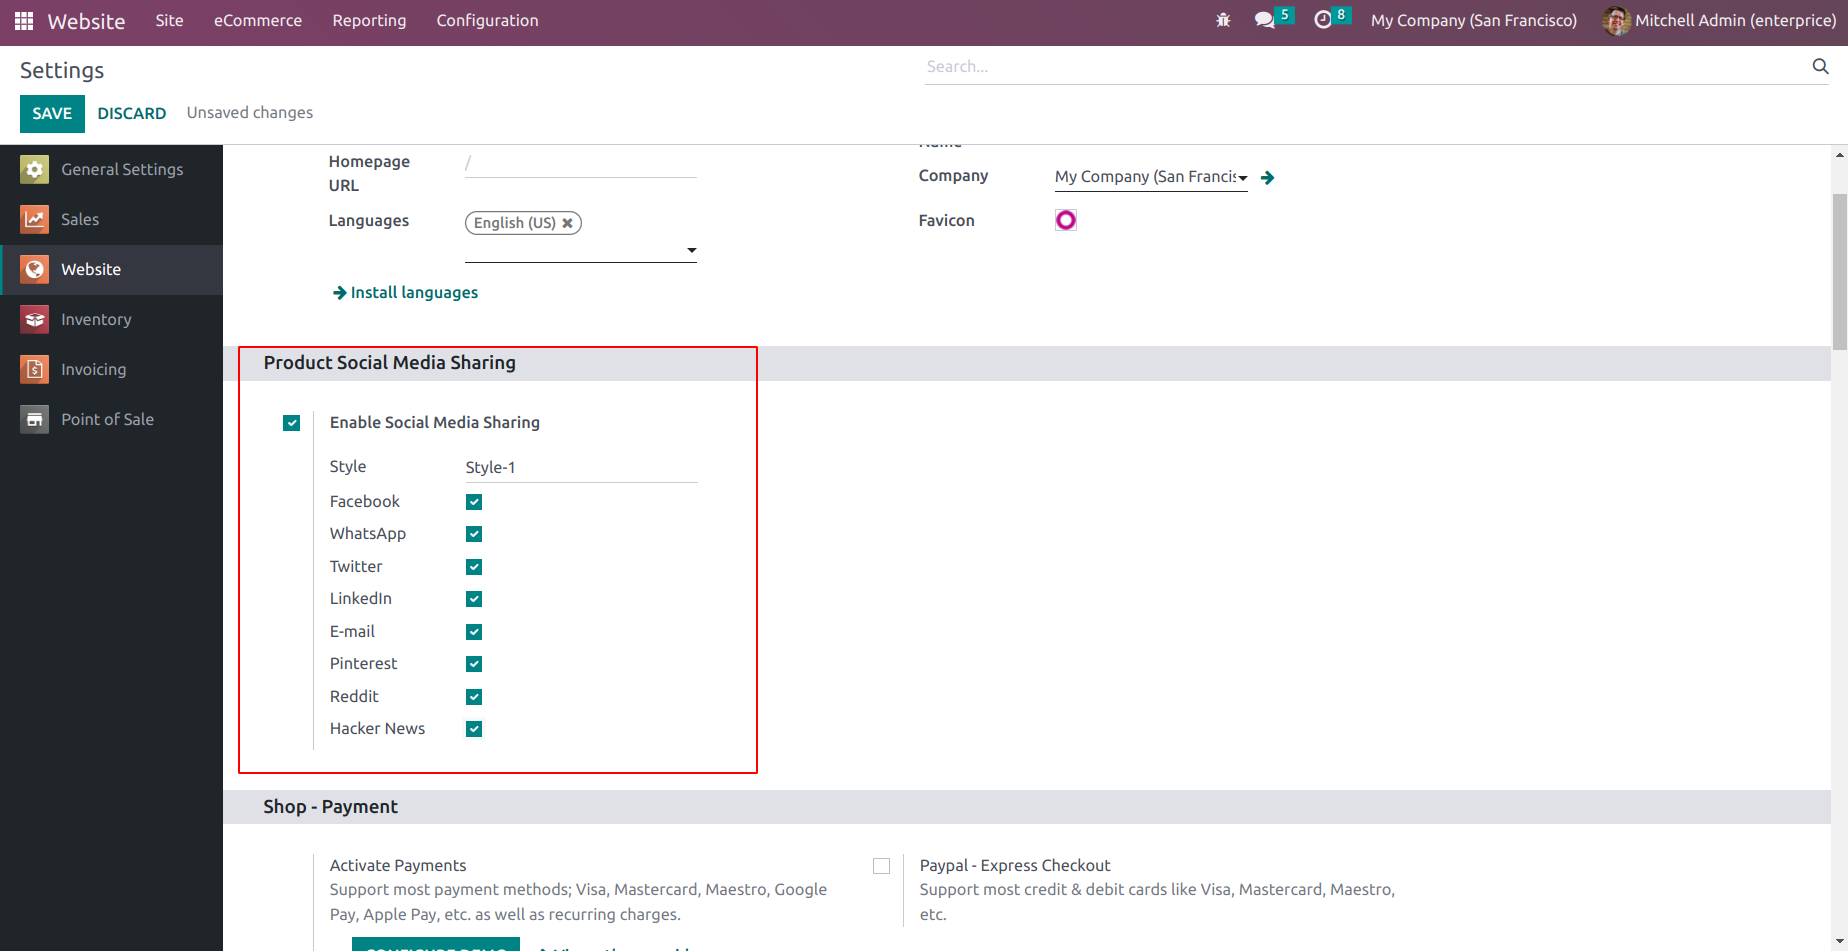 Website Site eCommerce Reporting Configuration 5 8 My Company (San Francisco) Mitchell Admin (enterprice)
Settings
Search...
SAVE DISCARD Unsaved changes
General Settings
Sales
Website
Inventory
Invoicing
Point of Sale
Homepage
URL
/
Languages
English (US)
Install languages
Company
My Company (San Francis
Favicon
Product Social Media Sharing
Enable Social Media Sharing
Style Style-1
Facebook
WhatsApp
Twitter
LinkedIn
E-mail
Pinterest
Reddit
Hacker News
Shop - Payment
Activate Payments
Support most payment methods; Visa, Mastercard, Maestro, Google
Pay, Apple Pay, etc. as well as recurring charges.
Paypal - Express Checkout
Support most credit & debit cards like Visa, Mastercard, Maestro,
etc.